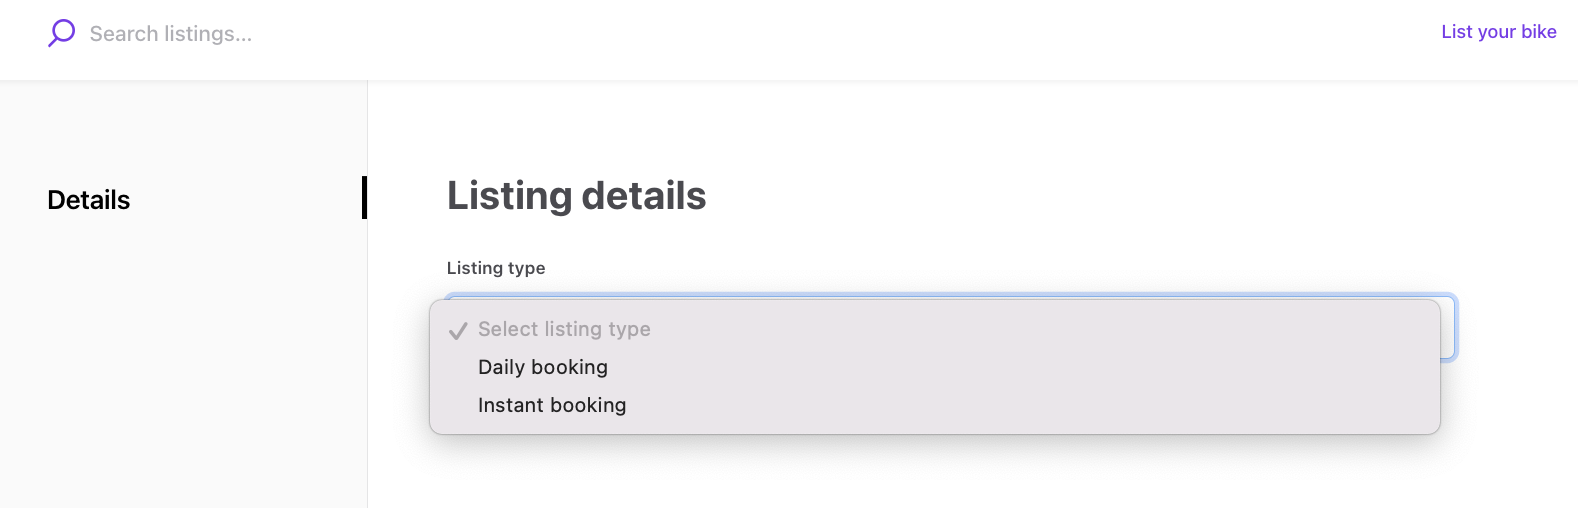 Search listings...
List your bike
Details
Listing details
Listing type
Select listing type
Daily booking
Instant booking